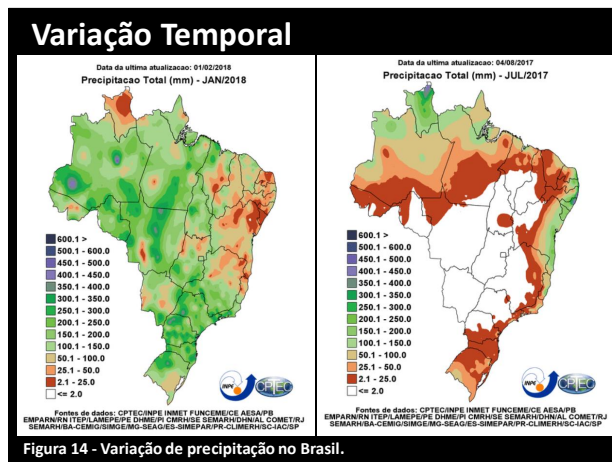 Variação Temporal
Data da ultima atualizacao: 01/02/2018
Precipitacao Total (mm) - JAN/2018
600.1 >
500.1 - 600.0
450.1 - 500.0
400.1 - 450.0
350.1 - 400.0
300.1 - 350.0
250.1 - 300.0
200.1 - 250.0
150.1 - 200.0
100.1 - 150.0
50.1 - 100.0
25.1 - 50.0
2.1 - 25.0
<= 2.0
INPE
CPTEC
Fontes de dados: CPTEC/INPE INMET FUNCEME/CE AESA/PB
EMPARN/RN ITEP/LAMEPE/PE DHME/PI CMRH/SE SEMARH/DHN/AL COMET/RJ
SEMARH/BA-CEMIG/SIMGE/MG-SEAG/ES-SIMEPAR/PR-CLIMERH/SC-IAC/SP
Data da ultima atualizacao: 04/08/2017
Precipitacao Total (mm) - JUL/2017
600.1 >
500.1 - 600.0
450.1 - 500.0
400.1 - 450.0
350.1 - 400.0
300.1 - 350.0
250.1 - 300.0
200.1 - 250.0
150.1 - 200.0
100.1 - 150.0
50.1 - 100.0
25.1 - 50.0
2.1 - 25.0
<= 2.0
INPE
CPTEC
Fontes de dados: CPTEC/INPE INMET FUNCEME/CE AESA/PB
EMPARN/RN ITEP/LAMEPE/PE DHME/PI CMRH/SE SEMARH/DHN/AL COMET/RJ
SEMARH/BA-CEMIG/SIMGE/MG-SEAG/ES-SIMEPAR/PR-CLIMERH/SC-IAC/SP
Figura 14 - Variação de precipitação no Brasil.